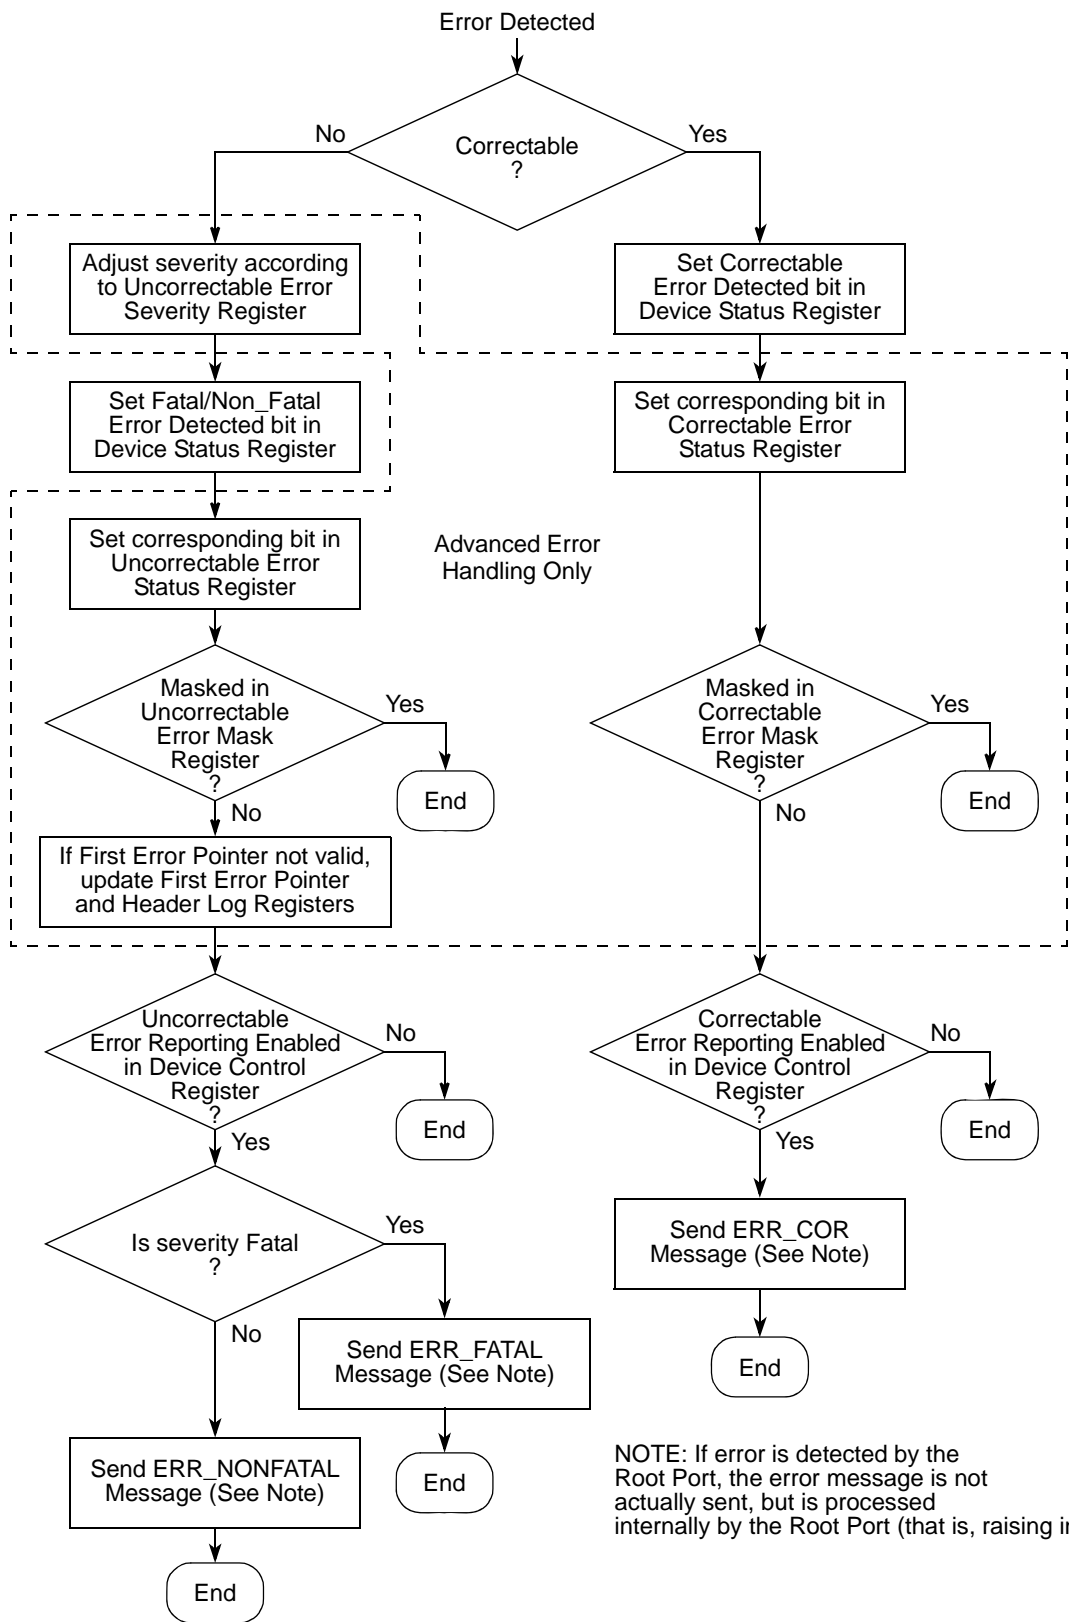 Error Detected
Correctable
?
No
Yes
Adjust severity according
to Uncorrectable Error
Severity Register
Set Correctable
Error Detected bit in
Device Status Register
Set Fatal/Non_Fatal
Error Detected bit in
Device Status Register
Set corresponding bit in
Correctable Error
Status Register
Set corresponding bit in
Uncorrectable Error
Status Register
Advanced Error
Handling Only
Masked in
Uncorrectable
Error Mask
Register
?
Yes
End
No
Masked in
Correctable
Error Mask
Register
?
Yes
End
No
If First Error Pointer not valid,
update First Error Pointer
and Header Log Registers
Uncorrectable
Error Reporting Enabled
in Device Control
Register
?
No
End
Yes
Correctable
Error Reporting Enabled
in Device Control
Register
?
No
End
Yes
Is severity Fatal
?
Yes
No
Send ERR_COR
Message (See Note)
End
Send ERR_FATAL
Message (See Note)
End
Send ERR_NONFATAL
Message (See Note)
End
NOTE: If error is detected by the
Root Port, the error message is not
actually sent, but is processed
internally by the Root Port (that is, raising